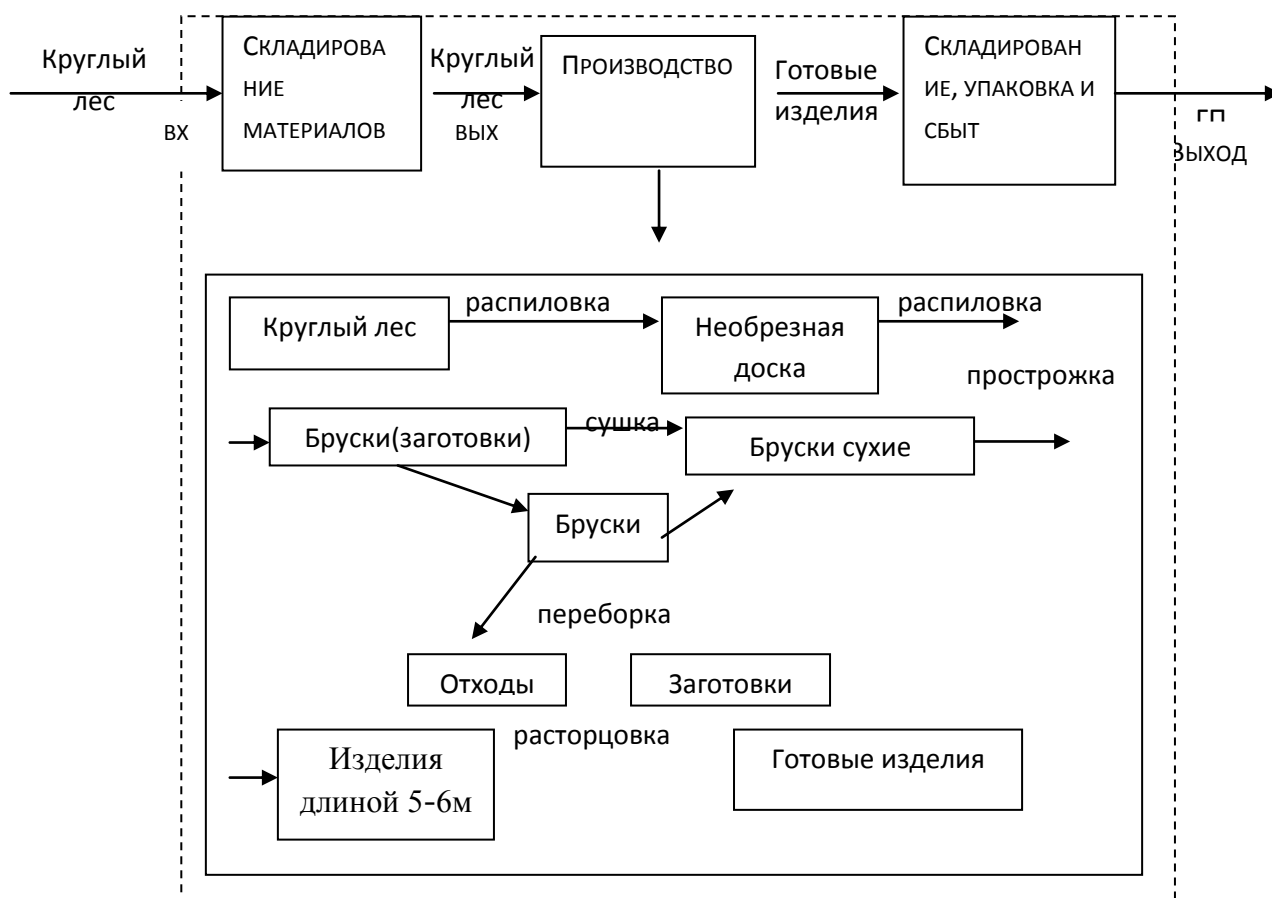 Круглый
лес
вх
Складирова
ние
материалов
Круглый
лес
вых
Производство
Готовые
изделия
Складирован
ие, упаковка и
сбыт
гп
Выход
Круглый лес
распиловка
Необрезная
доска
распиловка
прострожка
Бруски(заготовки)
сушка
Бруски сухие
Бруски
переборка
Отходы
Заготовки
Изделия
длиной 5-6м
расторцовка
Готовые изделия